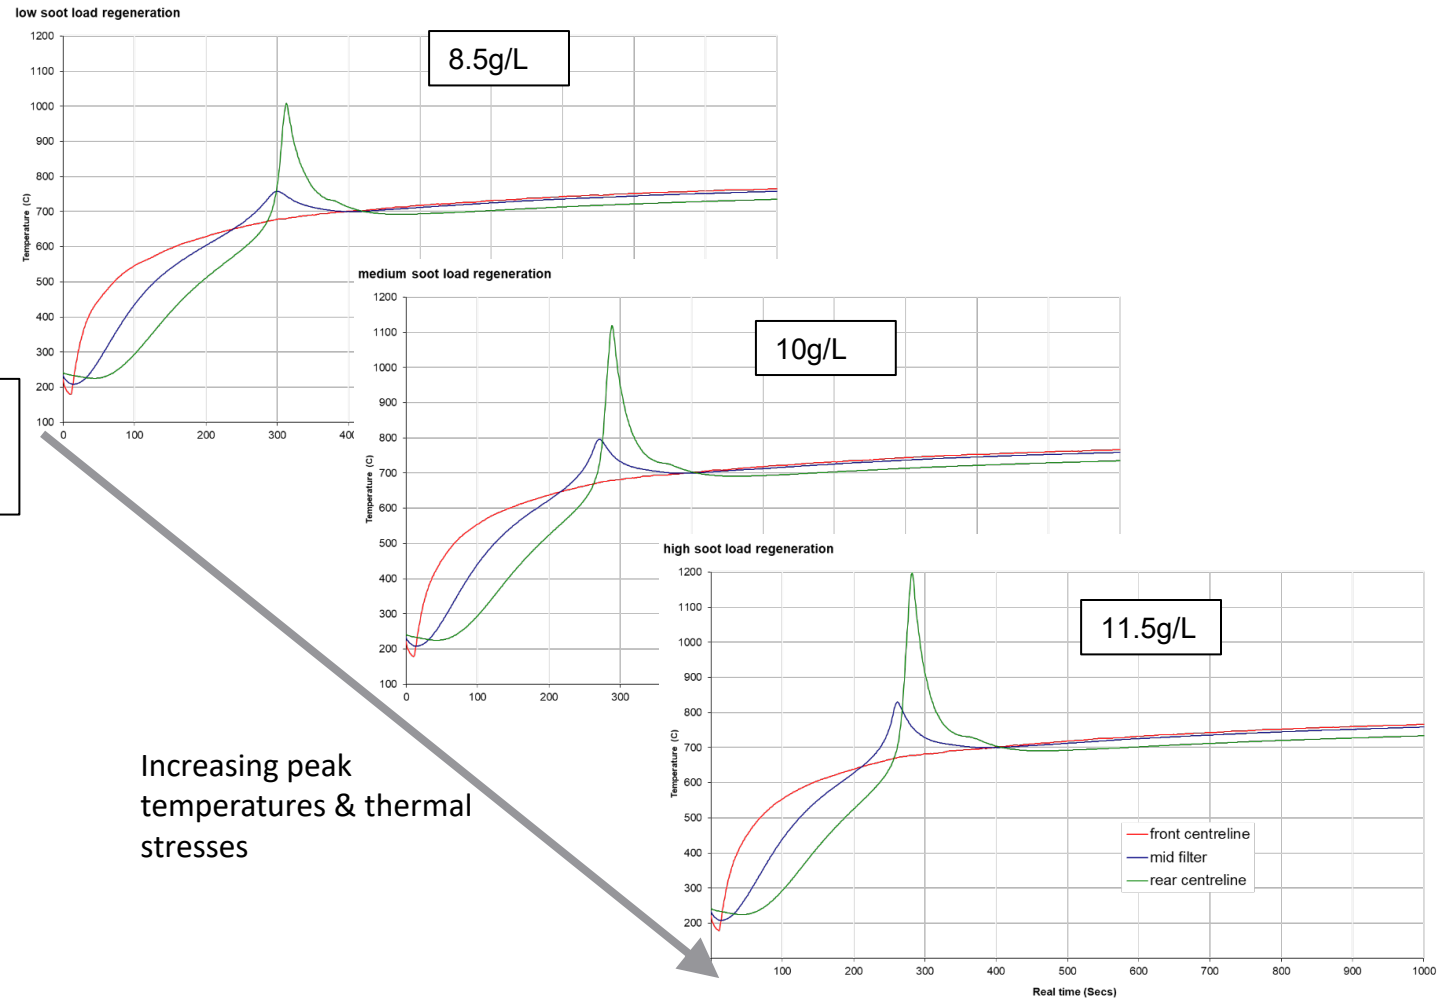 low soot load regeneration
8.5g/L
1200
1100
1000
900
800
700
600
500
400
300
200
100
Temperature (C)
0 100 200 300 400
medium soot load regeneration
10g/L
1200
1100
1000
900
800
700
600
500
400
300
200
100
Temperature (C)
0 100 200 300
high soot load regeneration
11.5g/L
1200
1100
1000
900
800
700
600
500
400
300
200
Temperature (C)
front centreline
mid filter
rear centreline
100 200 300 400 500 600 700 800 900 1000
Real time (Secs)
Increasing peak
temperatures & thermal
stresses